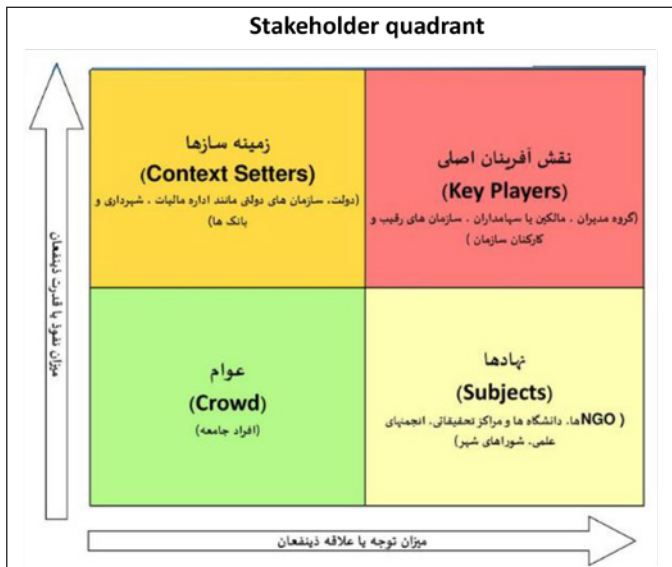 Stakeholder quadrant
زمینه سازها
(Context Setters)
(دولت، سازمان های دولتی مانند اداره مالیات ، شهرداری و
بانک ها)
نقش آفرینان اصلی
(Key Players)
(گروه مدیران ، مالکین یا سهامداران ، سازمان های رقیب و
کارکنان سازمان )
عوام
(Crowd)
(افراد جامعه)
نهادها
(Subjects)
( NGOها، دانشگاه ها و مراکز تحقیقاتی، انجمنهای
علمی، شوراهای شهر)
میزان نفوذ یا قدرت ذینفعان
میزان توجه یا علاقه ذینفعان